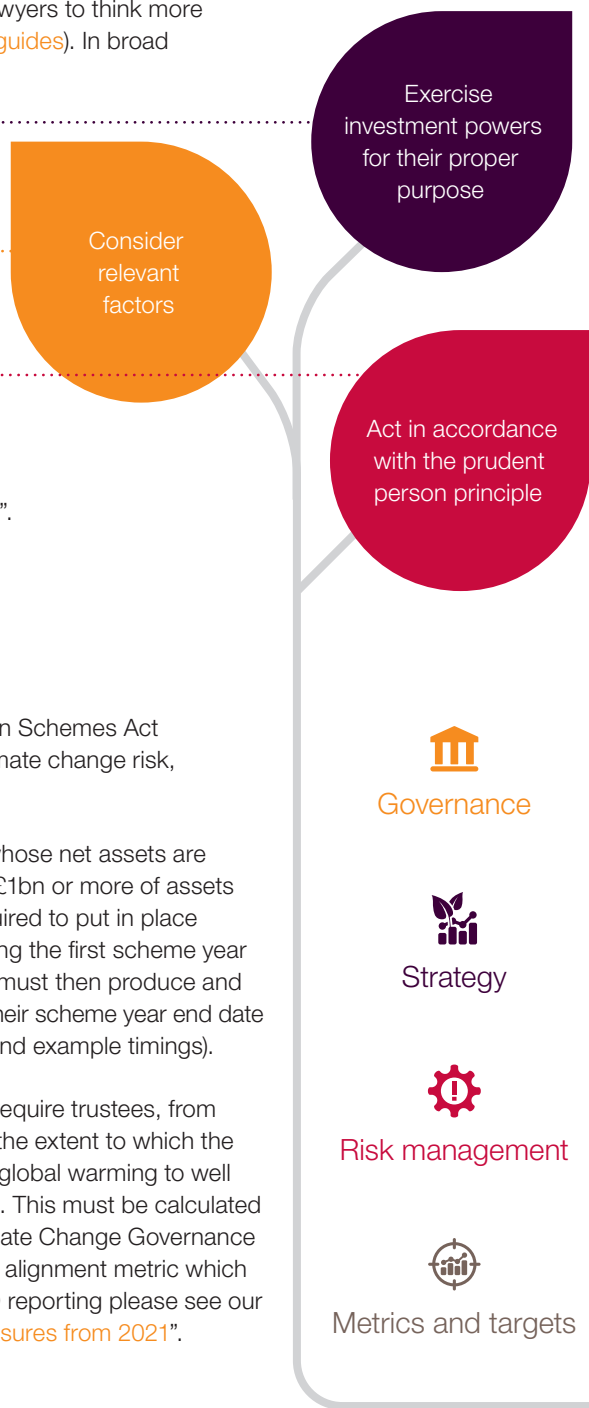 wyers to think more
guides). In broad
Exercise
investment powers
for their proper
purpose
Consider
relevant
factors
Act in accordance
with the prudent
person principle
”.
n Schemes Act
mate change risk,
whose net assets are
£1bn or more of assets
uired to put in place
ng the first scheme year
must then produce and
heir scheme year end date
nd example timings).
equire trustees, from
the extent to which the
global warming to well
. This must be calculated
ate Change Governance
alignment metric which
reporting please see our
sures from 2021”.
Governance
Strategy
Risk management
Metrics and targets